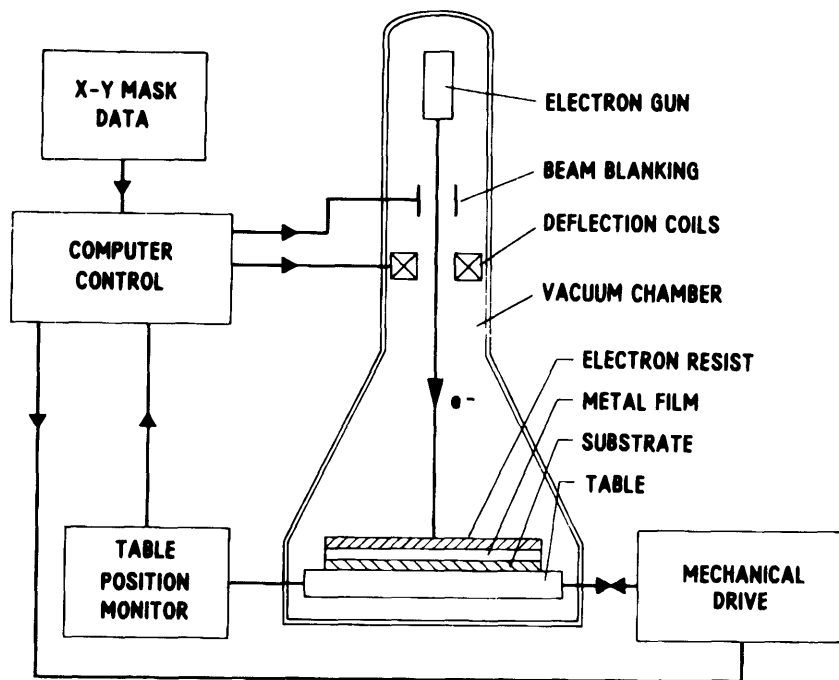 X-Y MASK
DATA
COMPUTER
CONTROL
TABLE
POSITION
MONITOR
ELECTRON GUN
BEAM BLANKING
DEFLECTION COILS
VACUUM CHAMBER
ELECTRON RESIST
METAL FILM
SUBSTRATE
TABLE
e-
MECHANICAL
DRIVE